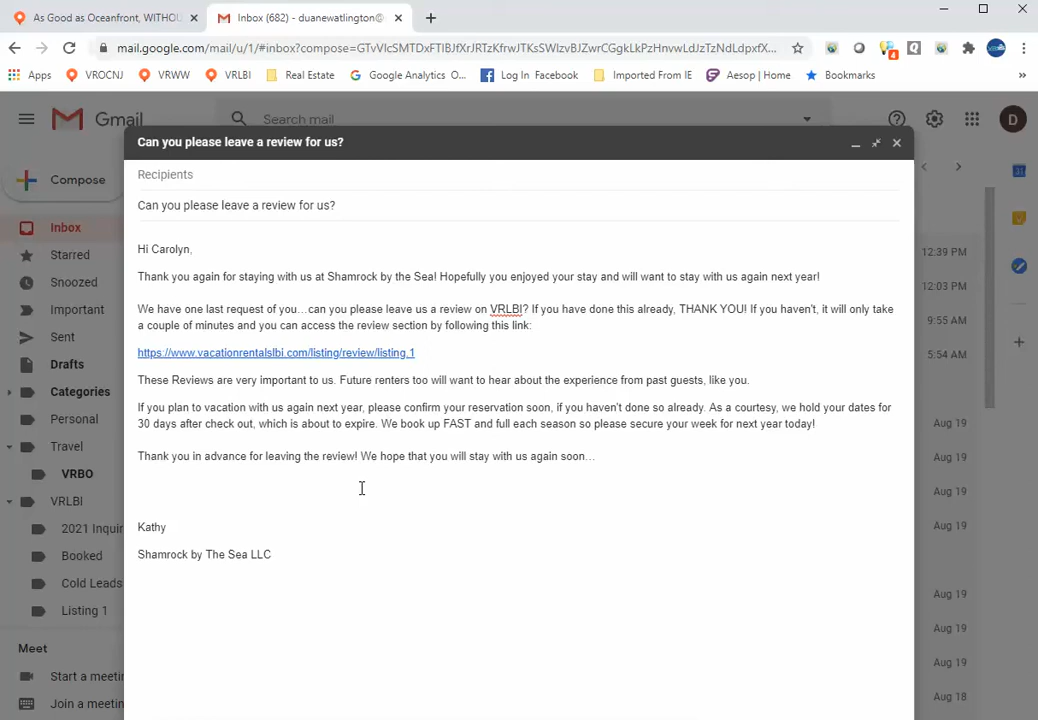 As Good as Oceanfront, WITHOU
Inbox (682) - duanewatlington@
mail.google.com/mail/u/1/#inbox?compose=
Apps
VROCNJ
VRWW
VRLBI
Real Estate
Google Analytics O...
Log In Facebook
Imported From IE
Aesop | Home
Bookmarks
»
4
Gmail
Search mail
D
Compose
Inbox
Starred
Snoozed
Important
Sent
Drafts
Categories
Personal
Travel
VRBO
VRLBI
2021 Inquir
Booked
Cold Leads
Listing 1
Meet
Start a meeti
Join a meetin
Can you please leave a review for us?
Recipients
Can you please leave a review for us?
Hi Carolyn,
Thank you again for staying with us at Shamrock by the Sea! Hopefully you enjoyed your stay and will want to stay with us again next year!
We have one last request of you…can you please leave us a review on VRLBI? If you have done this already, THANK YOU! If you haven't, it will only take
a couple of minutes and you can access the review section by following this link:
https://www.vacationrentalslbi.com/listing/review/listing.1
These Reviews are very important to us. Future renters too will want to hear about the experience from past guests, like you.
If you plan to vacation with us again next year, please confirm your reservation soon, if you haven't done so already. As a courtesy, we hold your dates for
30 days after check out, which is about to expire. We book up FAST and full each season so please secure your week for next year today!
Thank you in advance for leaving the review! We hope that you will stay with us again soon…
Kathy
Shamrock by The Sea LLC
12:39 PM
12:03 PM
9:55 AM
5:54 AM
Aug 19
Aug 19
Aug 19
Aug 19
Aug 19
Aug 19
Aug 19
Aug 18